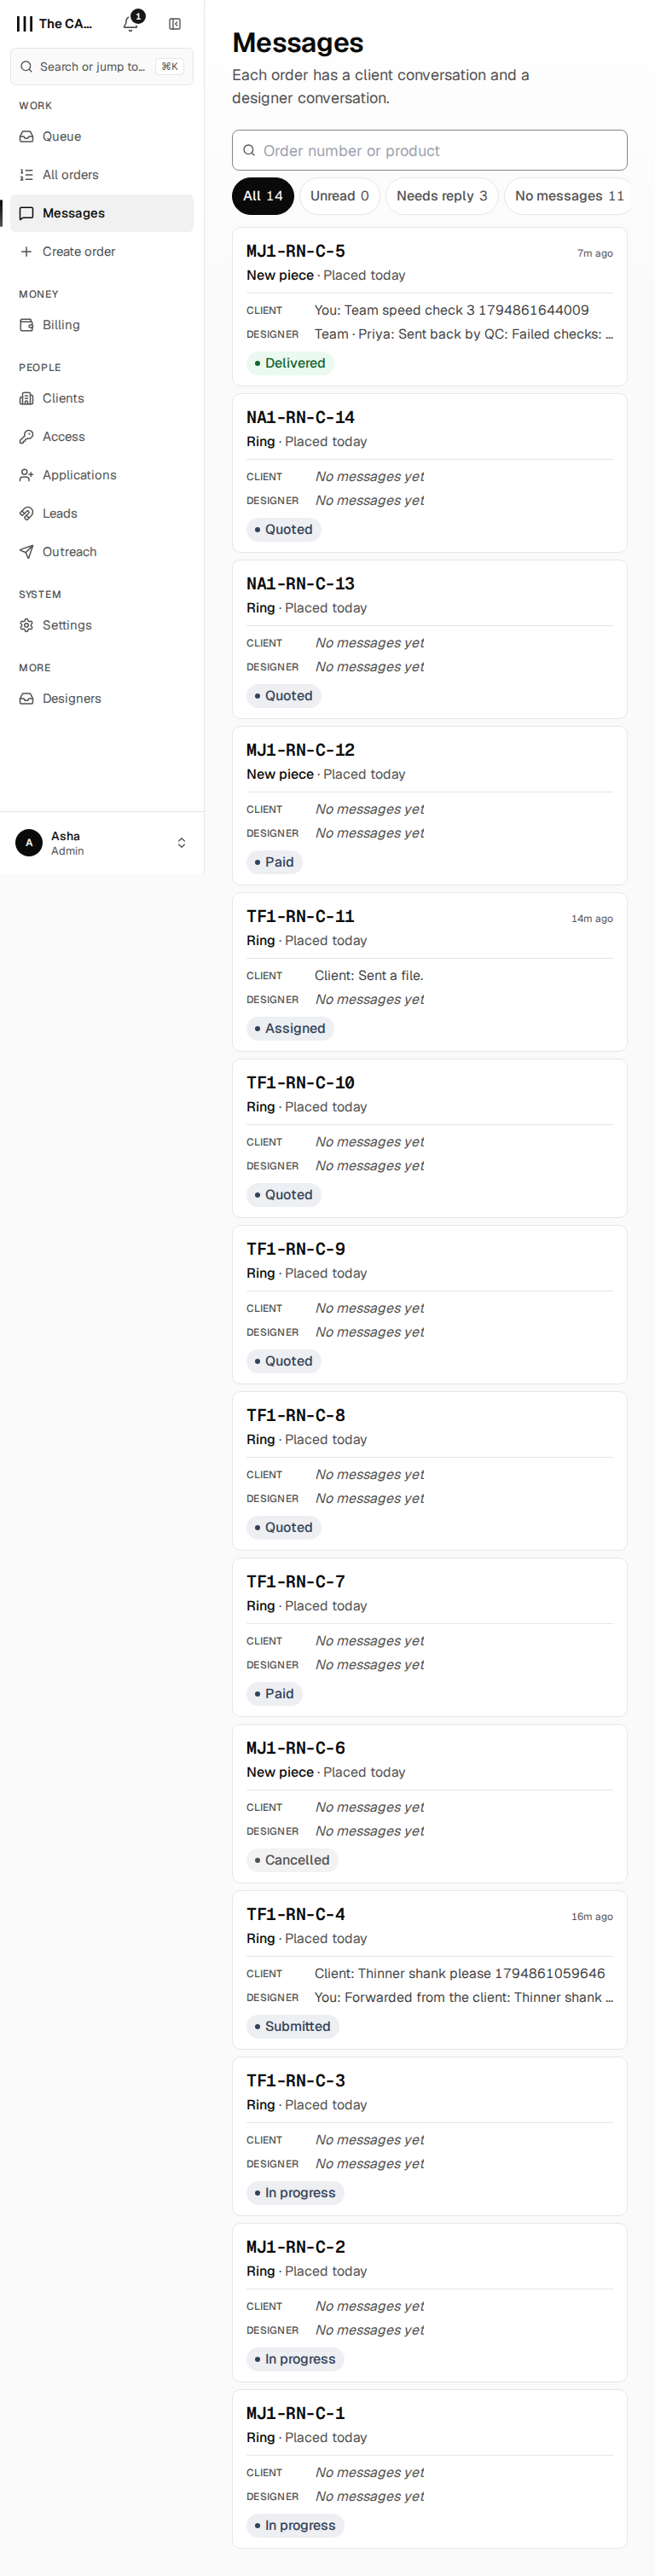 The CA...
1
Search or jump to... ⌘K
WORK
Queue
All orders
Messages
Create order
MONEY
Billing
PEOPLE
Clients
Access
Applications
Leads
Outreach
SYSTEM
Settings
MORE
Designers
A
Asha
Admin
Messages
Each order has a client conversation and a
designer conversation.
Order number or product
All 14 Unread 0 Needs reply 3 No messages 11
MJ1-RN-C-5 7m ago
New piece · Placed today
CLIENT You: Team speed check 3 1794861644009
DESIGNER Team · Priya: Sent back by QC: Failed checks: ...
Delivered
NA1-RN-C-14
Ring · Placed today
CLIENT No messages yet
DESIGNER No messages yet
Quoted
NA1-RN-C-13
Ring · Placed today
CLIENT No messages yet
DESIGNER No messages yet
Quoted
MJ1-RN-C-12
New piece · Placed today
CLIENT No messages yet
DESIGNER No messages yet
Paid
TF1-RN-C-11 14m ago
Ring · Placed today
CLIENT Client: Sent a file.
DESIGNER No messages yet
Assigned
TF1-RN-C-10
Ring · Placed today
CLIENT No messages yet
DESIGNER No messages yet
Quoted
TF1-RN-C-9
Ring · Placed today
CLIENT No messages yet
DESIGNER No messages yet
Quoted
TF1-RN-C-8
Ring · Placed today
CLIENT No messages yet
DESIGNER No messages yet
Quoted
TF1-RN-C-7
Ring · Placed today
CLIENT No messages yet
DESIGNER No messages yet
Paid
MJ1-RN-C-6
New piece · Placed today
CLIENT No messages yet
DESIGNER No messages yet
Cancelled
TF1-RN-C-4 16m ago
Ring · Placed today
CLIENT Client: Thinner shank please 1794861059646
DESIGNER You: Forwarded from the client: Thinner shank ...
Submitted
TF1-RN-C-3
Ring · Placed today
CLIENT No messages yet
DESIGNER No messages yet
In progress
MJ1-RN-C-2
Ring · Placed today
CLIENT No messages yet
DESIGNER No messages yet
In progress
MJ1-RN-C-1
Ring · Placed today
CLIENT No messages yet
DESIGNER No messages yet
In progress